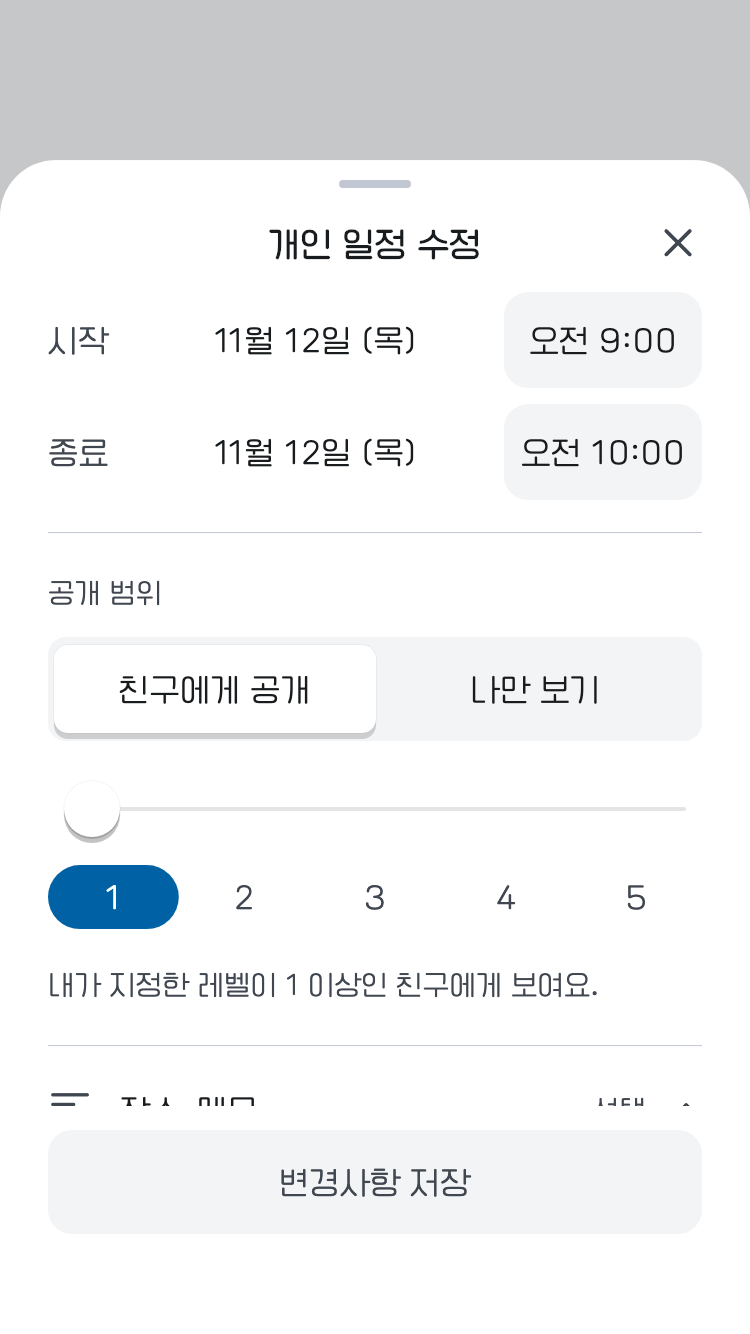 개인 일정 수정
시작 11월 12일 (목) 오전 9:00
종료 11월 12일 (목) 오전 10:00
공개 범위
친구에게 공개 나만 보기
1 2 3 4 5
내가 지정한 레벨이 1 이상인 친구에게 보여요.
변경사항 저장